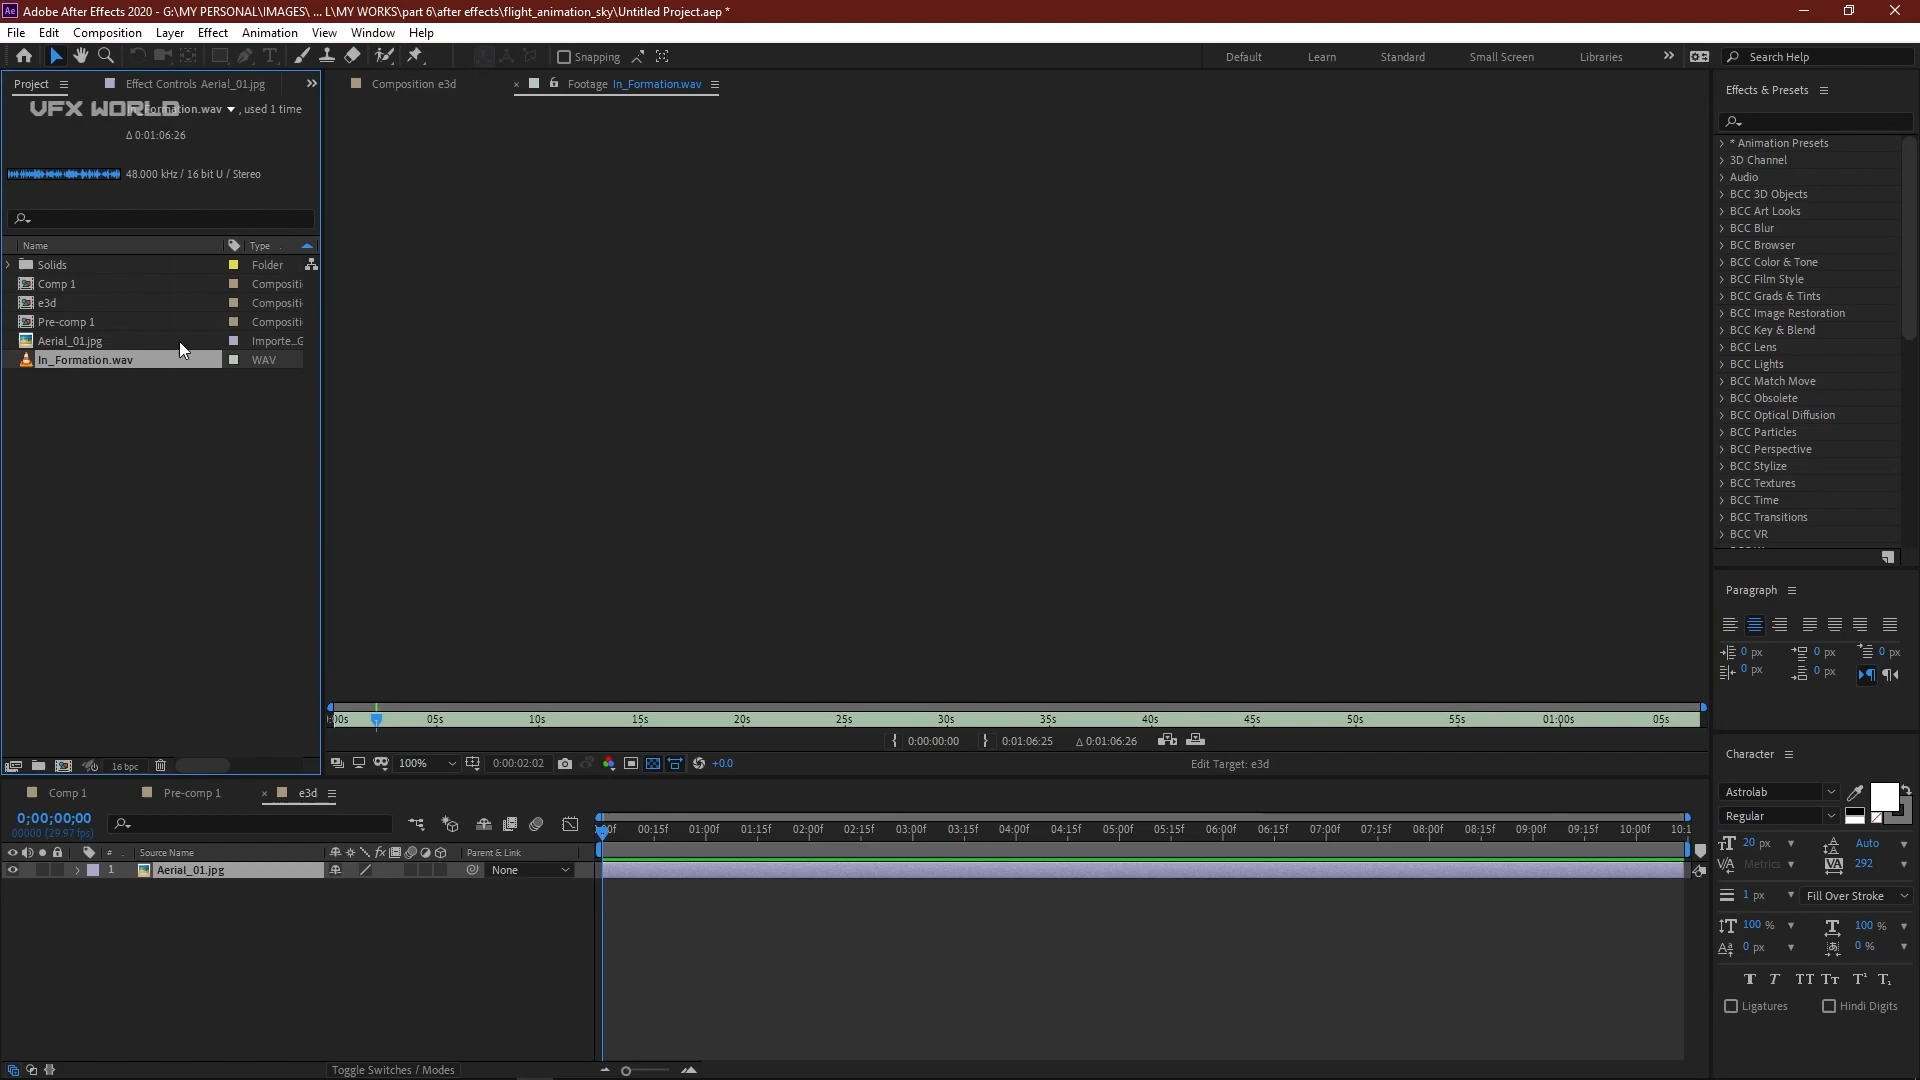 Adobe After Effects 2020 - G:\MY PERSONAL\IMAGES\ ... L\MY WORKS\part 6\after effects\flight_animation_sky\Untitled Project.aep *
File Edit Composition Layer Effect Animation View Window Help
Snapping Default Learn Standard Small Screen Libraries Search Help
Project Effect Controls Aerial_01.jpg
Composition e3d
Footage In_Formation.wav
VFX WORLD
In_Formation.wav , used 1 time
Δ 0:01:06:26
48.000 kHz / 16 bit U / Stereo
Name Type
Solids Folder
Comp 1 Compositi
e3d Compositi
Pre-comp 1 Compositi
Aerial_01.jpg Importe...G
In_Formation.wav WAV
16 bpc
:00s 05s 10s 15s 20s 25s 30s 35s 40s 45s 50s 55s 01:00s 05s
0:00:00:00 0:01:06:25 Δ 0:01:06:26
100% 0:00:02:02 +0.0 Edit Target: e3d
Effects & Presets
* Animation Presets
3D Channel
Audio
BCC 3D Objects
BCC Art Looks
BCC Blur
BCC Browser
BCC Color & Tone
BCC Film Style
BCC Grads & Tints
BCC Image Restoration
BCC Key & Blend
BCC Lens
BCC Lights
BCC Match Move
BCC Obsolete
BCC Optical Diffusion
BCC Particles
BCC Perspective
BCC Stylize
BCC Textures
BCC Time
BCC Transitions
BCC VR
Paragraph
0 px 0 px 0 px
0 px 0 px
Character
Astrolab
Regular
20 px Auto
Metrics 292
1 px Fill Over Stroke
100 % 100 %
0 px 0 %
T T TT Tt T¹ T₁
Ligatures Hindi Digits
Comp 1 Pre-comp 1 e3d
0;00;00;00
00000 (29.97 fps)
:00f 00:15f 01:00f 01:15f 02:00f 02:15f 03:00f 03:15f 04:00f 04:15f 05:00f 05:15f 06:00f 06:15f 07:00f 07:15f 08:00f 08:15f 09:00f 09:15f 10:00f 10:1
# Source Name fx Parent & Link
1 Aerial_01.jpg None
Toggle Switches / Modes